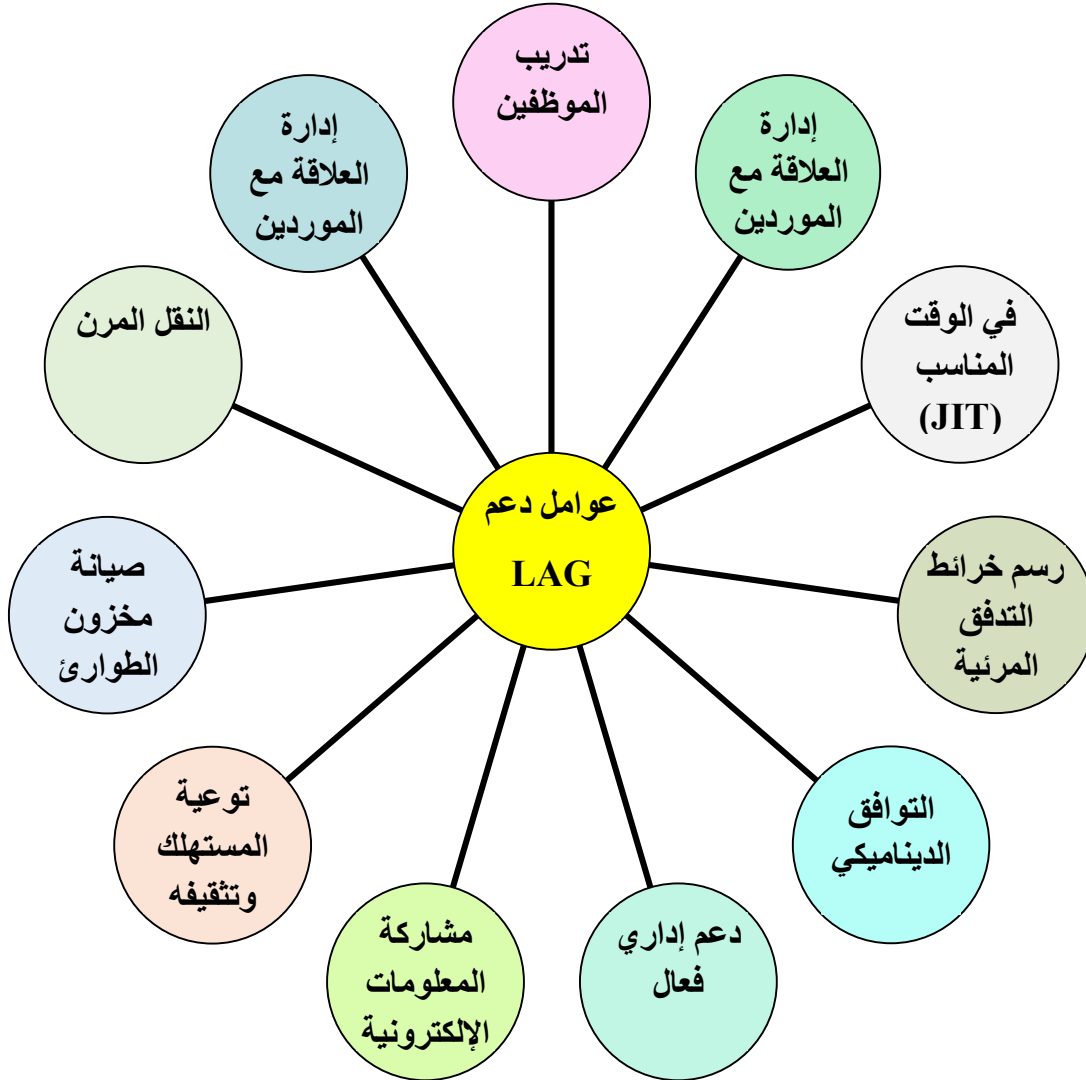 تدريب
الموظفين
إدارة
العلاقة مع
الموردين
في الوقت
المناسب
(JIT)
رسم خرائط
التدفق
المرئية
التوافق
الديناميكي
دعم إداري
فعال
مشاركة
المعلومات
الإلكترونية
توعية
المستهلك
وتثقيفه
صيانة
مخزون
الطوارئ
النقل المرن
إدارة
العلاقة مع
الموردين
عوامل دعم
LAG